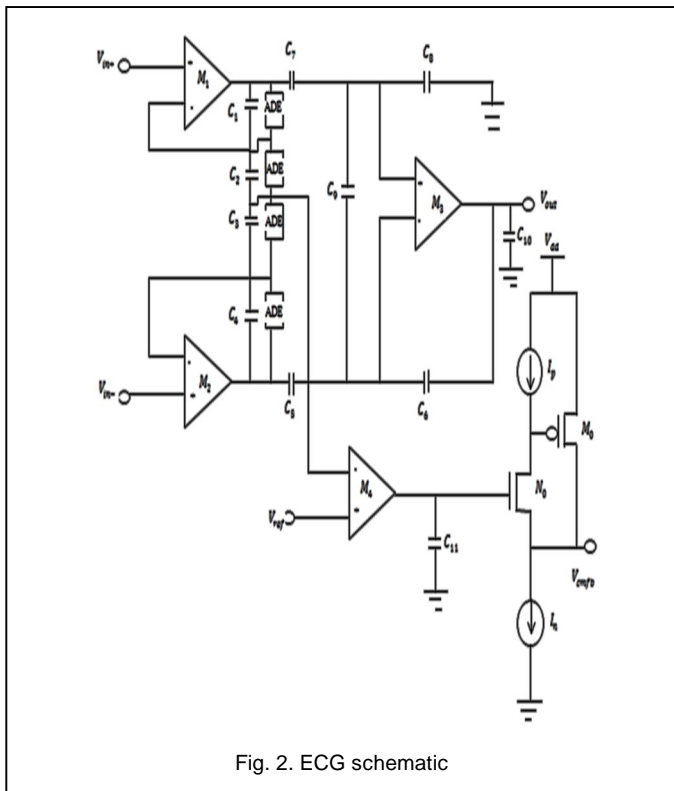 C7
C8
Vin+
M1
C1
ADE
C2
ADE
C9
M3
Vout
C3
ADE
C10
Vdd
C4
ADE
Ip
Vin-
M2
C5
C6
M0
M4
N0
Vref
C11
Vcmfb
In
Fig. 2. ECG schematic